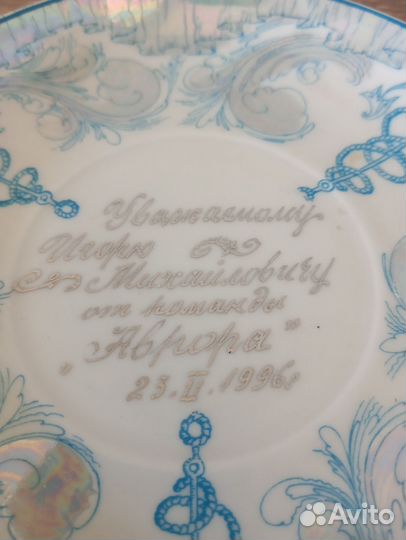 Уважаемому
Игорю
Михайловичу
от команды
"Аврора"
23.II.1996г
Avito